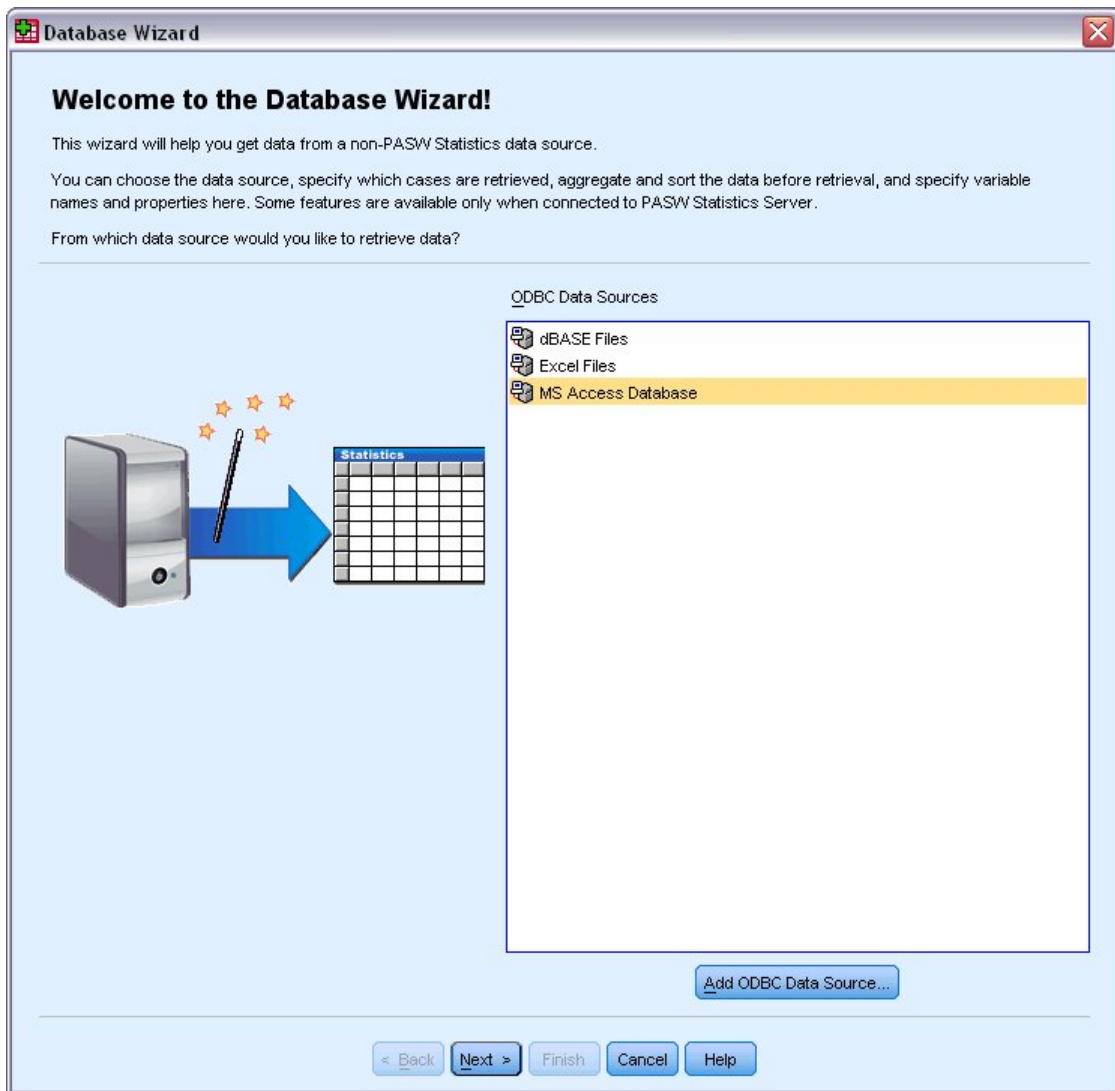 Database Wizard
Welcome to the Database Wizard!
This wizard will help you get data from a non-PASW Statistics data source.
You can choose the data source, specify which cases are retrieved, aggregate and sort the data before retrieval, and specify variable
names and properties here. Some features are available only when connected to PASW Statistics Server.
From which data source would you like to retrieve data?
ODBC Data Sources
dBASE Files
Excel Files
MS Access Database
Statistics
Add ODBC Data Source...
< Back Next > Finish Cancel Help